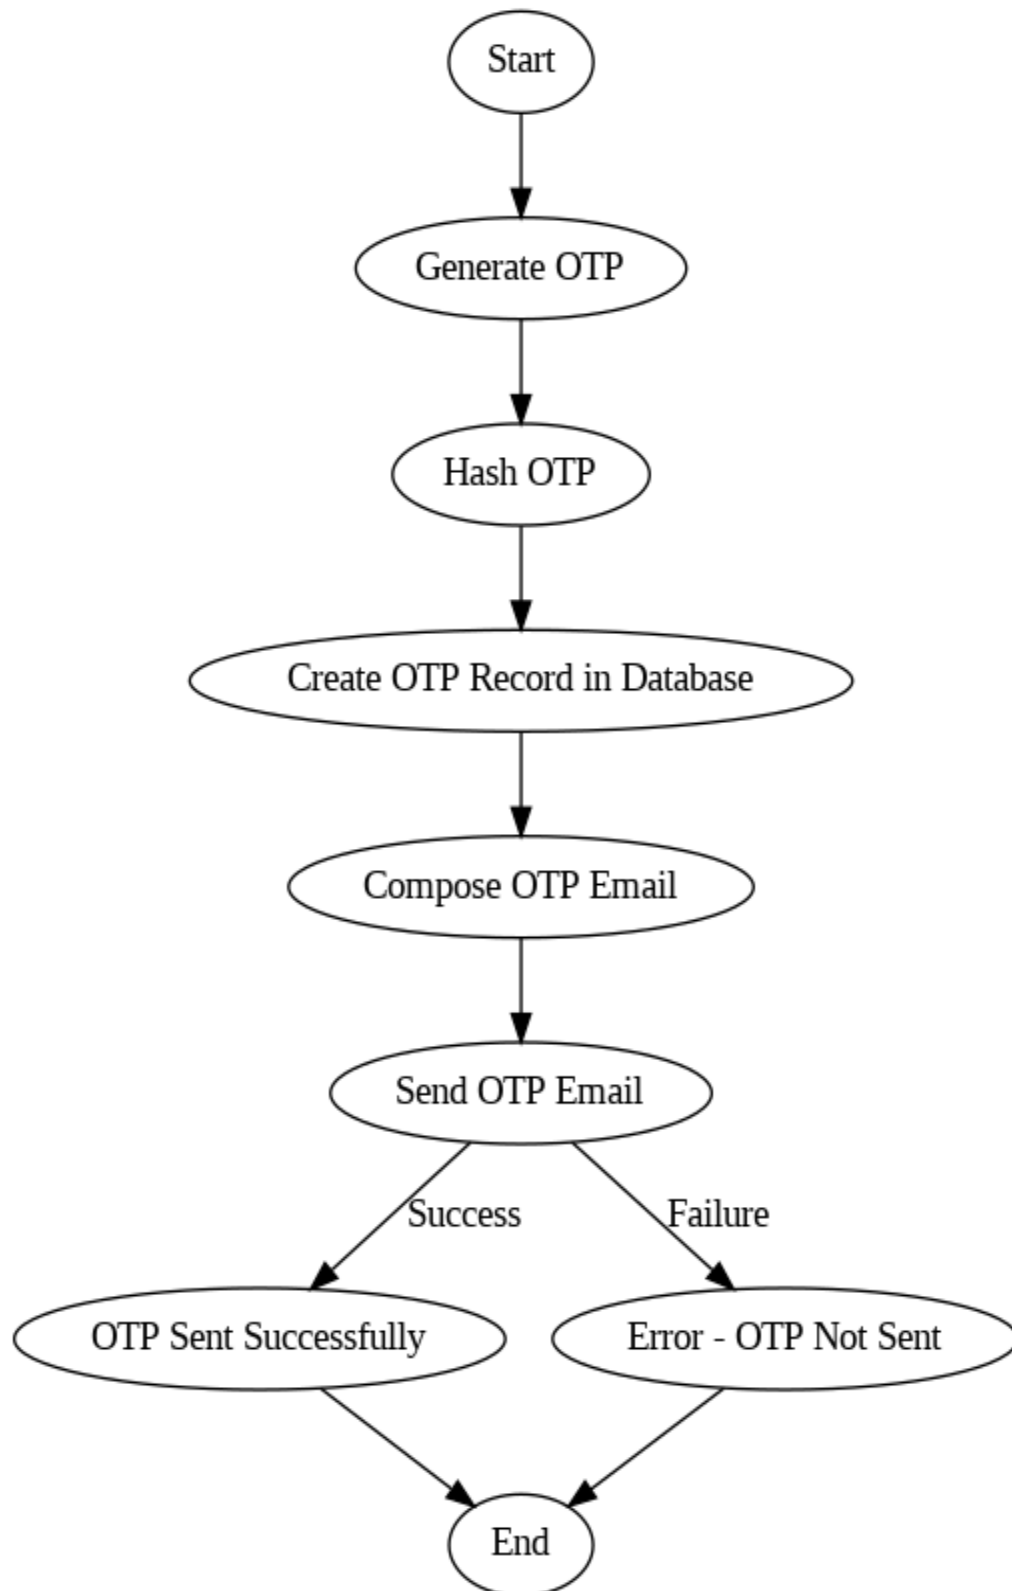 Start
Generate OTP
Hash OTP
Create OTP Record in Database
Compose OTP Email
Send OTP Email
Success
Failure
OTP Sent Successfully
Error - OTP Not Sent
End